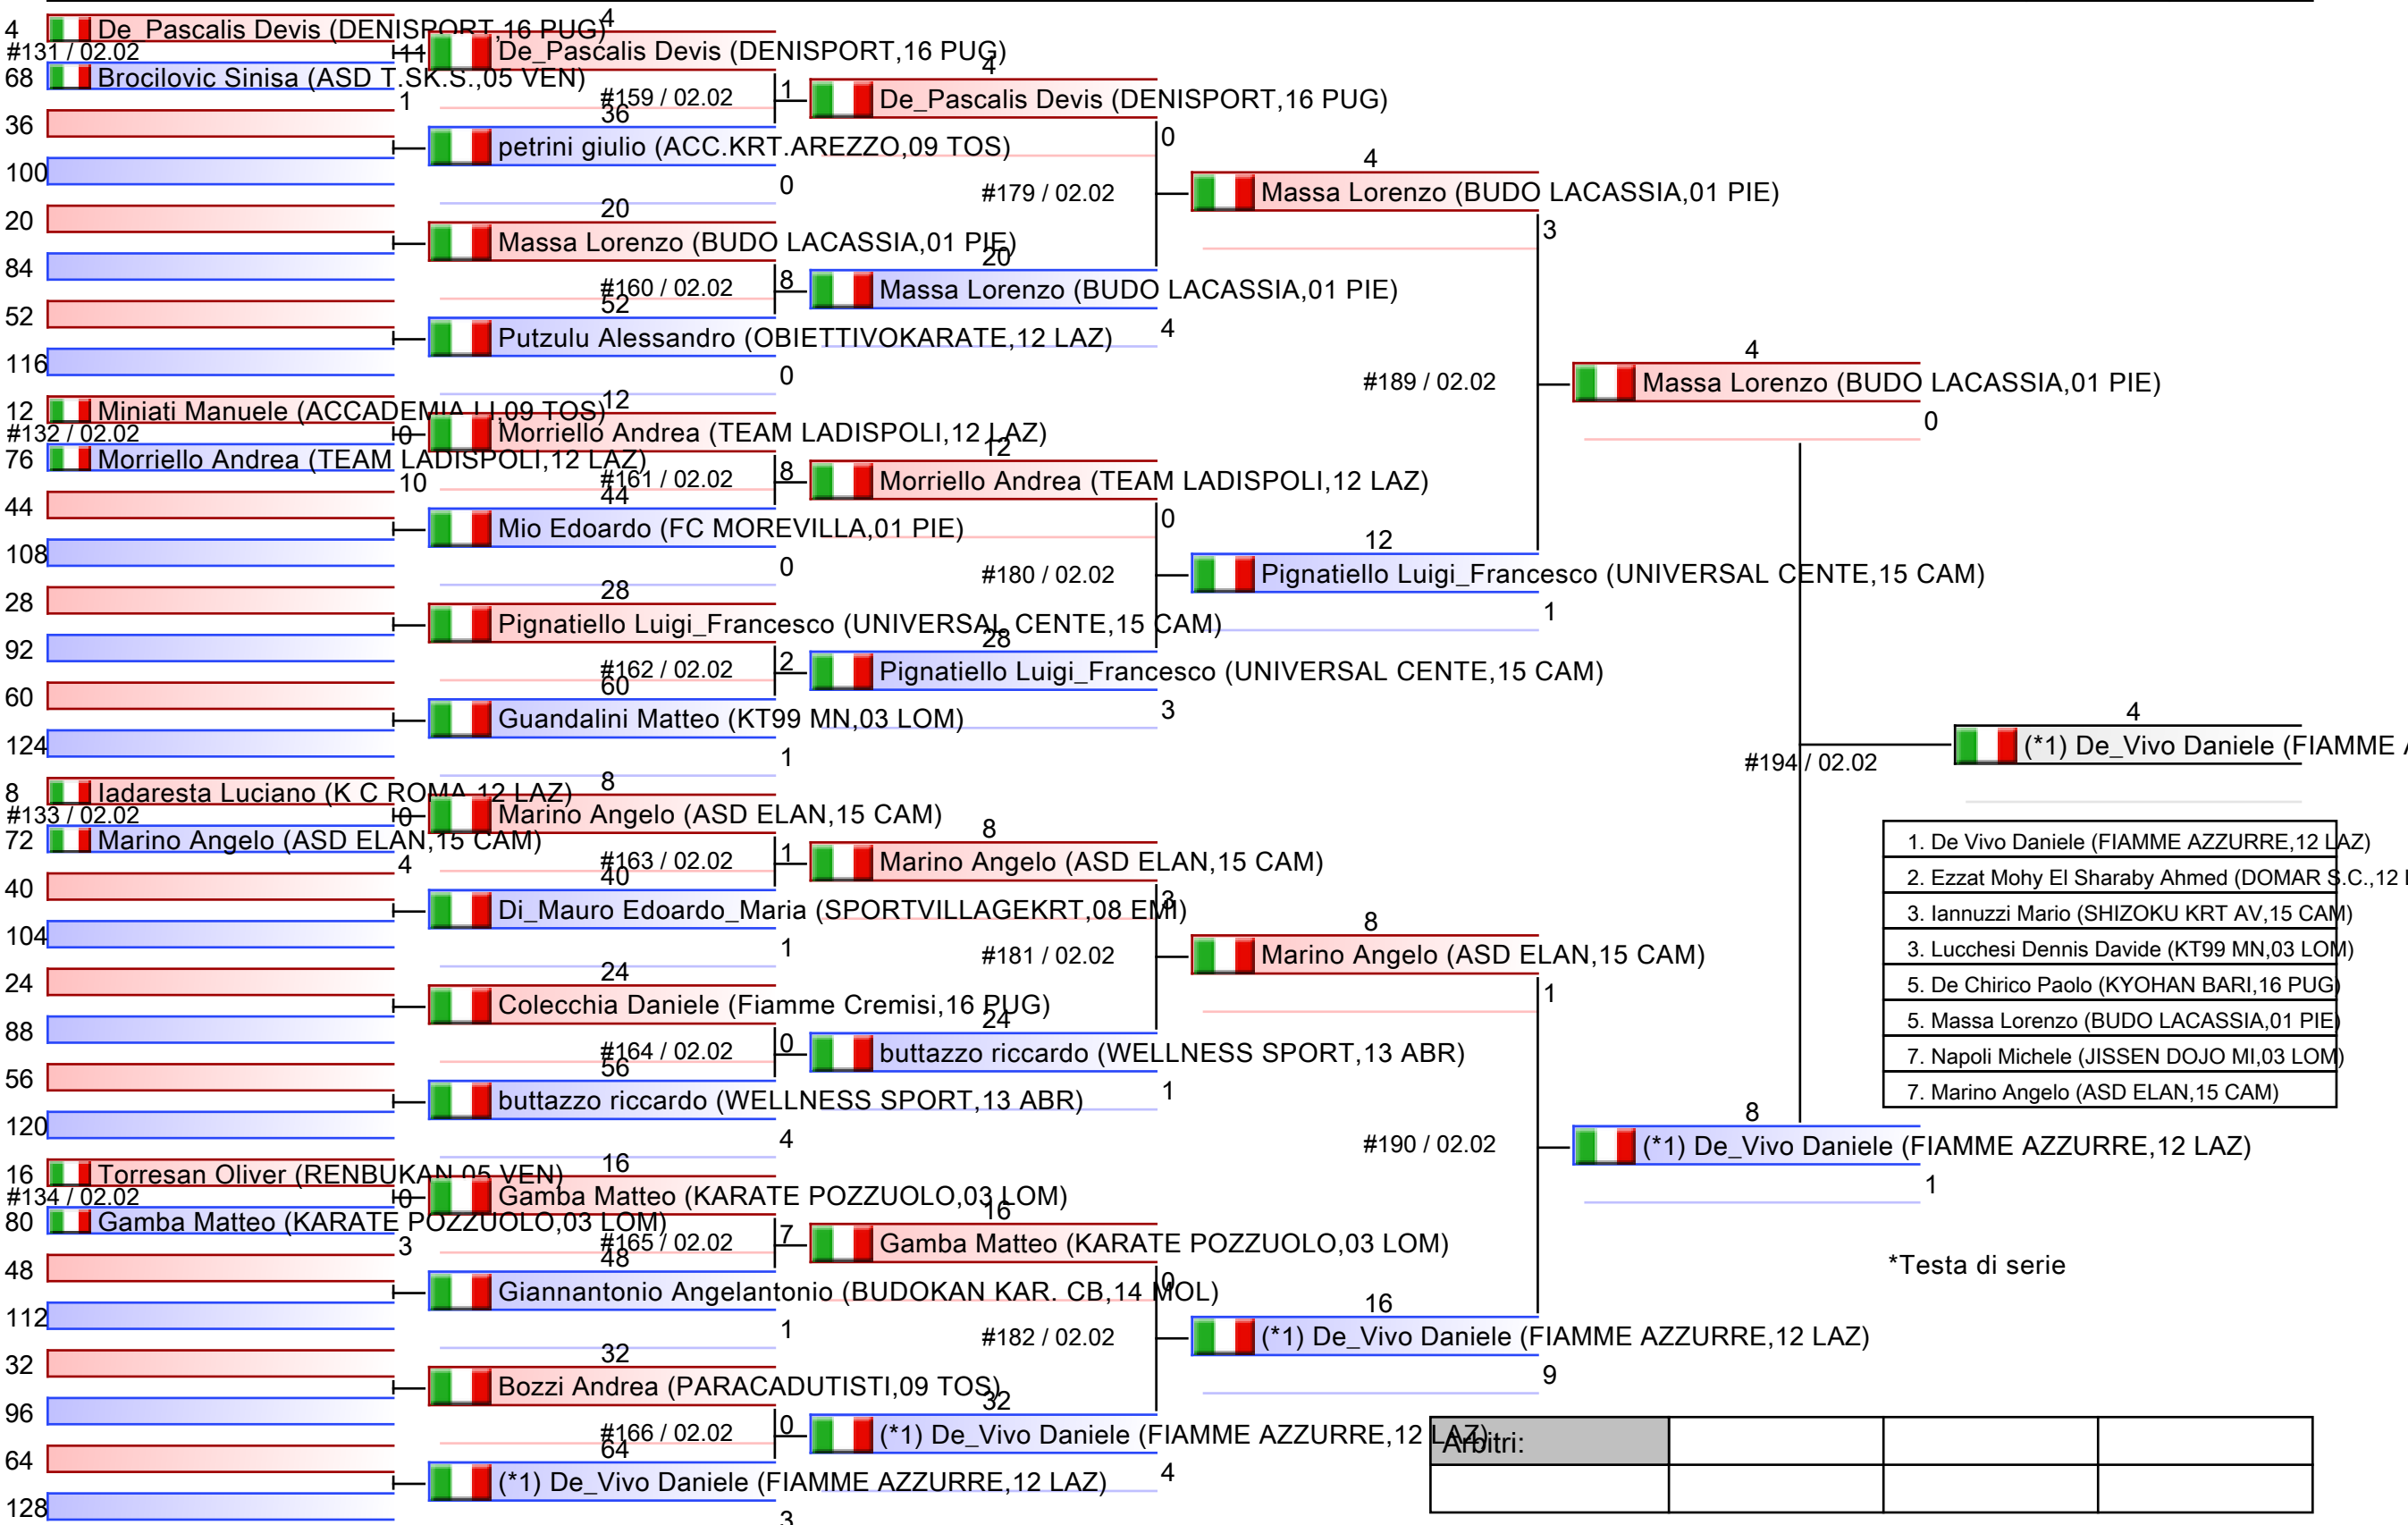 4 De_Pascalis Devis (DENISPORT,16 PUG)
#131 / 02.02
11
68 Brocilovic Sinisa (ASD T.SK.S.,05 VEN)
1
36
100
20
84
52
116
12 Miniati Manuele (ACCADEMIA LI,09 TOS)
#132 / 02.02
0
76 Morriello Andrea (TEAM LADISPOLI,12 LAZ)
10
44
108
28
92
60
124
8 Iadaresta Luciano (K C ROMA,12 LAZ)
#133 / 02.02
0
72 Marino Angelo (ASD ELAN,15 CAM)
4
40
104
24
88
56
120
16 Torresan Oliver (RENBUKAN,05 VEN)
#134 / 02.02
0
80 Gamba Matteo (KARATE POZZUOLO,03 LOM)
3
48
112
32
96
64
128
4
De_Pascalis Devis (DENISPORT,16 PUG)
#159 / 02.02
1
36
petrini giulio (ACC.KRT.AREZZO,09 TOS)
0
20
Massa Lorenzo (BUDO LACASSIA,01 PIE)
#160 / 02.02
8
52
Putzulu Alessandro (OBIETTIVOKARATE,12 LAZ)
0
12
Morriello Andrea (TEAM LADISPOLI,12 LAZ)
#161 / 02.02
8
44
Mio Edoardo (FC MOREVILLA,01 PIE)
0
28
Pignatiello Luigi_Francesco (UNIVERSAL CENTE,15 CAM)
#162 / 02.02
2
60
Guandalini Matteo (KT99 MN,03 LOM)
1
8
Marino Angelo (ASD ELAN,15 CAM)
#163 / 02.02
1
40
Di_Mauro Edoardo_Maria (SPORTVILLAGEKRT,08 EMI)
1
24
Colecchia Daniele (Fiamme Cremisi,16 PUG)
#164 / 02.02
0
56
buttazzo riccardo (WELLNESS SPORT,13 ABR)
4
16
Gamba Matteo (KARATE POZZUOLO,03 LOM)
#165 / 02.02
7
48
Giannantonio Angelantonio (BUDOKAN KAR. CB,14 MOL)
1
32
Bozzi Andrea (PARACADUTISTI,09 TOS)
#166 / 02.02
0
64
(*1) De_Vivo Daniele (FIAMME AZZURRE,12 LAZ)
3
4
De_Pascalis Devis (DENISPORT,16 PUG)
0
#179 / 02.02
20
Massa Lorenzo (BUDO LACASSIA,01 PIE)
4
12
Morriello Andrea (TEAM LADISPOLI,12 LAZ)
0
#180 / 02.02
28
Pignatiello Luigi_Francesco (UNIVERSAL CENTE,15 CAM)
3
8
Marino Angelo (ASD ELAN,15 CAM)
3
#181 / 02.02
24
buttazzo riccardo (WELLNESS SPORT,13 ABR)
1
16
Gamba Matteo (KARATE POZZUOLO,03 LOM)
0
#182 / 02.02
32
(*1) De_Vivo Daniele (FIAMME AZZURRE,12 LAZ)
4
4
Massa Lorenzo (BUDO LACASSIA,01 PIE)
3
#189 / 02.02
12
Pignatiello Luigi_Francesco (UNIVERSAL CENTE,15 CAM)
1
8
Marino Angelo (ASD ELAN,15 CAM)
1
#190 / 02.02
16
(*1) De_Vivo Daniele (FIAMME AZZURRE,12 LAZ)
9
4
Massa Lorenzo (BUDO LACASSIA,01 PIE)
0
#194 / 02.02
8
(*1) De_Vivo Daniele (FIAMME AZZURRE,12 LAZ)
1
4
(*1) De_Vivo Daniele (FIAMME
1. De Vivo Daniele (FIAMME AZZURRE,12 LAZ)
2. Ezzat Mohy El Sharaby Ahmed (DOMAR S.C.,12
3. Iannuzzi Mario (SHIZOKU KRT AV,15 CAM)
3. Lucchesi Dennis Davide (KT99 MN,03 LOM)
5. De Chirico Paolo (KYOHAN BARI,16 PUG)
5. Massa Lorenzo (BUDO LACASSIA,01 PIE)
7. Napoli Michele (JISSEN DOJO MI,03 LOM)
7. Marino Angelo (ASD ELAN,15 CAM)
*Testa di serie
Arbitri: